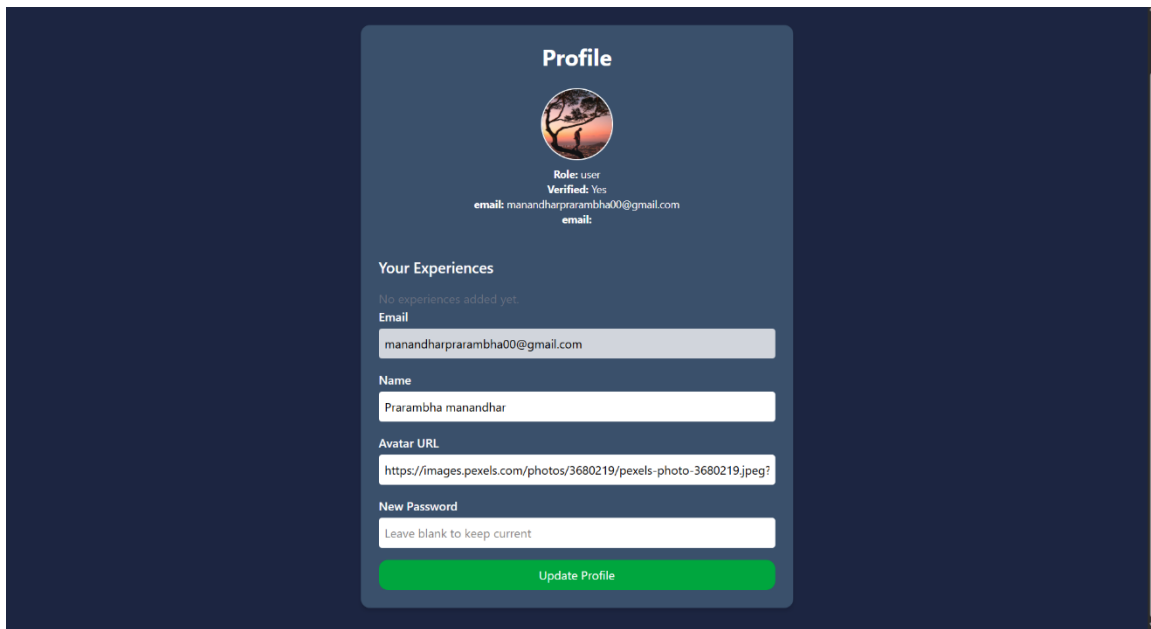 Profile
Role: user
Verified: Yes
email: manandharprarambha00@gmail.com
email:
Your Experiences
No experiences added yet.
Email
manandharprarambha00@gmail.com
Name
Prarambha manandhar
Avatar URL
https://images.pexels.com/photos/3680219/pexels-photo-3680219.jpeg?
New Password
Leave blank to keep current
Update Profile